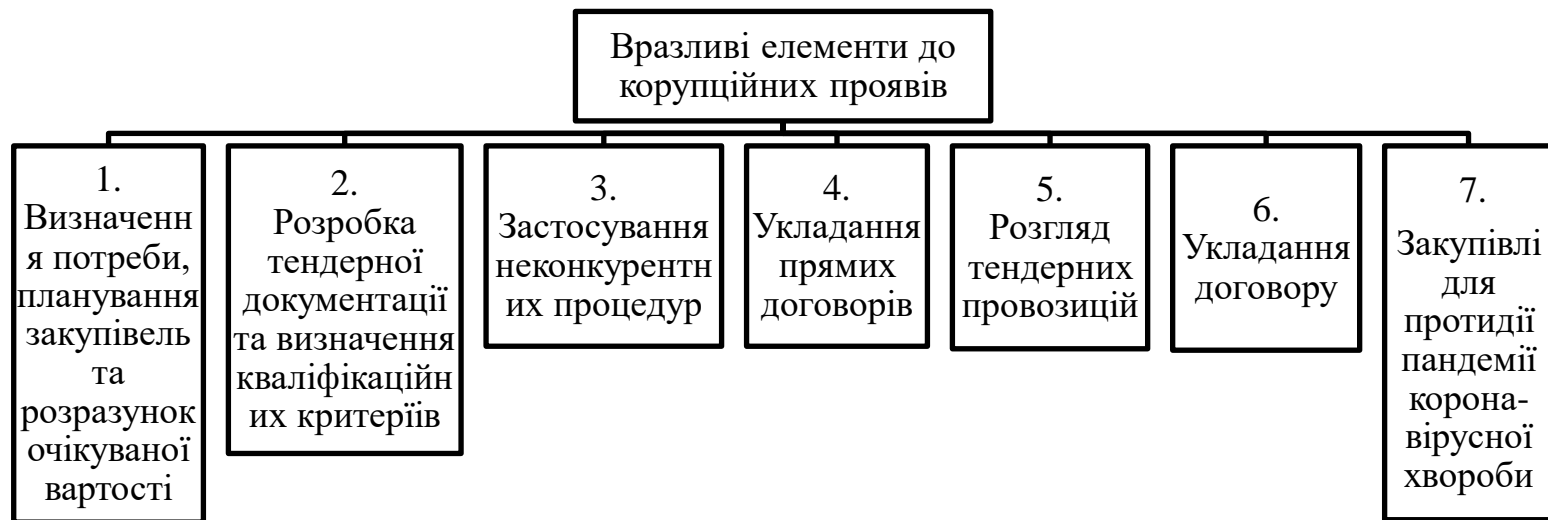 Вразливі елементи до
корупційних проявів
1.
Визначенн
я потреби,
планування
закупівель
та
розразунок
очікуваної
вартості
2.
Розробка
тендерної
документації
та визначення
кваліфікаційн
их критеріїв
3.
Застосування
неконкурентн
их процедур
4.
Укладання
прямих
договорів
5.
Розгляд
тендерних
провозицій
6.
Укладання
договору
7.
Закупівлі
для
протидії
пандемії
корона-
вірусної
хвороби